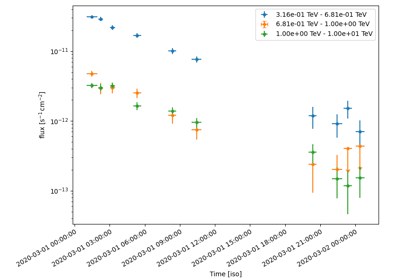 3.16e-01 TeV - 6.81e-01 TeV
6.81e-01 TeV - 1.00e+00 TeV
1.00e+00 TeV - 1.00e+01 TeV
flux [s⁻¹ cm⁻²]
10⁻¹¹
10⁻¹²
10⁻¹³
2020-03-01 00:00:00
2020-03-01 03:00:00
2020-03-01 06:00:00
2020-03-01 09:00:00
2020-03-01 12:00:00
2020-03-01 15:00:00
2020-03-01 18:00:00
2020-03-01 21:00:00
2020-03-02 00:00:00
Time [iso]